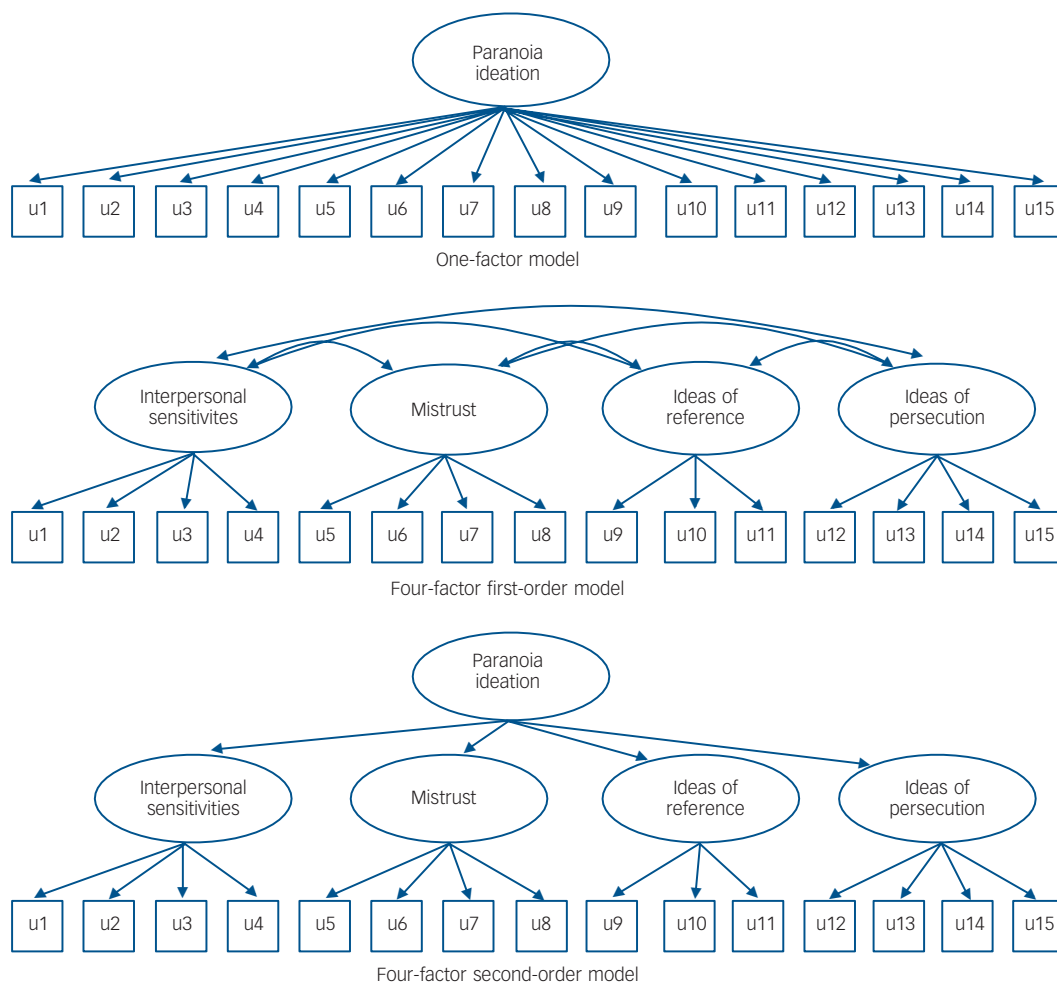 Paranoia
ideation
u1 u2 u3 u4 u5 u6 u7 u8 u9 u10 u11 u12 u13 u14 u15
One-factor model
Interpersonal
sensitivites
Mistrust
Ideas of
reference
Ideas of
persecution
u1 u2 u3 u4 u5 u6 u7 u8 u9 u10 u11 u12 u13 u14 u15
Four-factor first-order model
Paranoia
ideation
Interpersonal
sensitivities
Mistrust
Ideas of
reference
Ideas of
persecution
u1 u2 u3 u4 u5 u6 u7 u8 u9 u10 u11 u12 u13 u14 u15
Four-factor second-order model